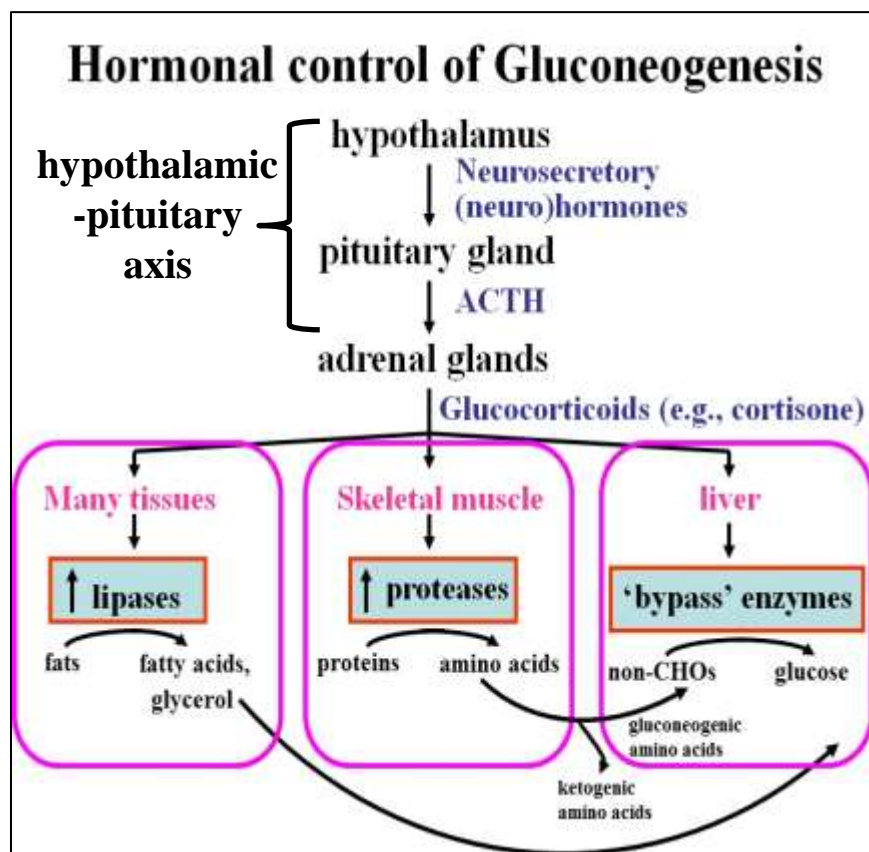 Hormonal control of Gluconeogenesis
hypothalamic
-pituitary
axis
hypothalamus
Neurosecretory
(neuro)hormones
pituitary gland
ACTH
adrenal glands
Glucocorticoids (e.g., cortisone)
Many tissues
lipases
fats
fatty acids,
glycerol
Skeletal muscle
proteases
proteins
amino acids
liver
‘bypass’ enzymes
non-CHOs
glucose
gluconeogenic
amino acids
ketogenic
amino acids